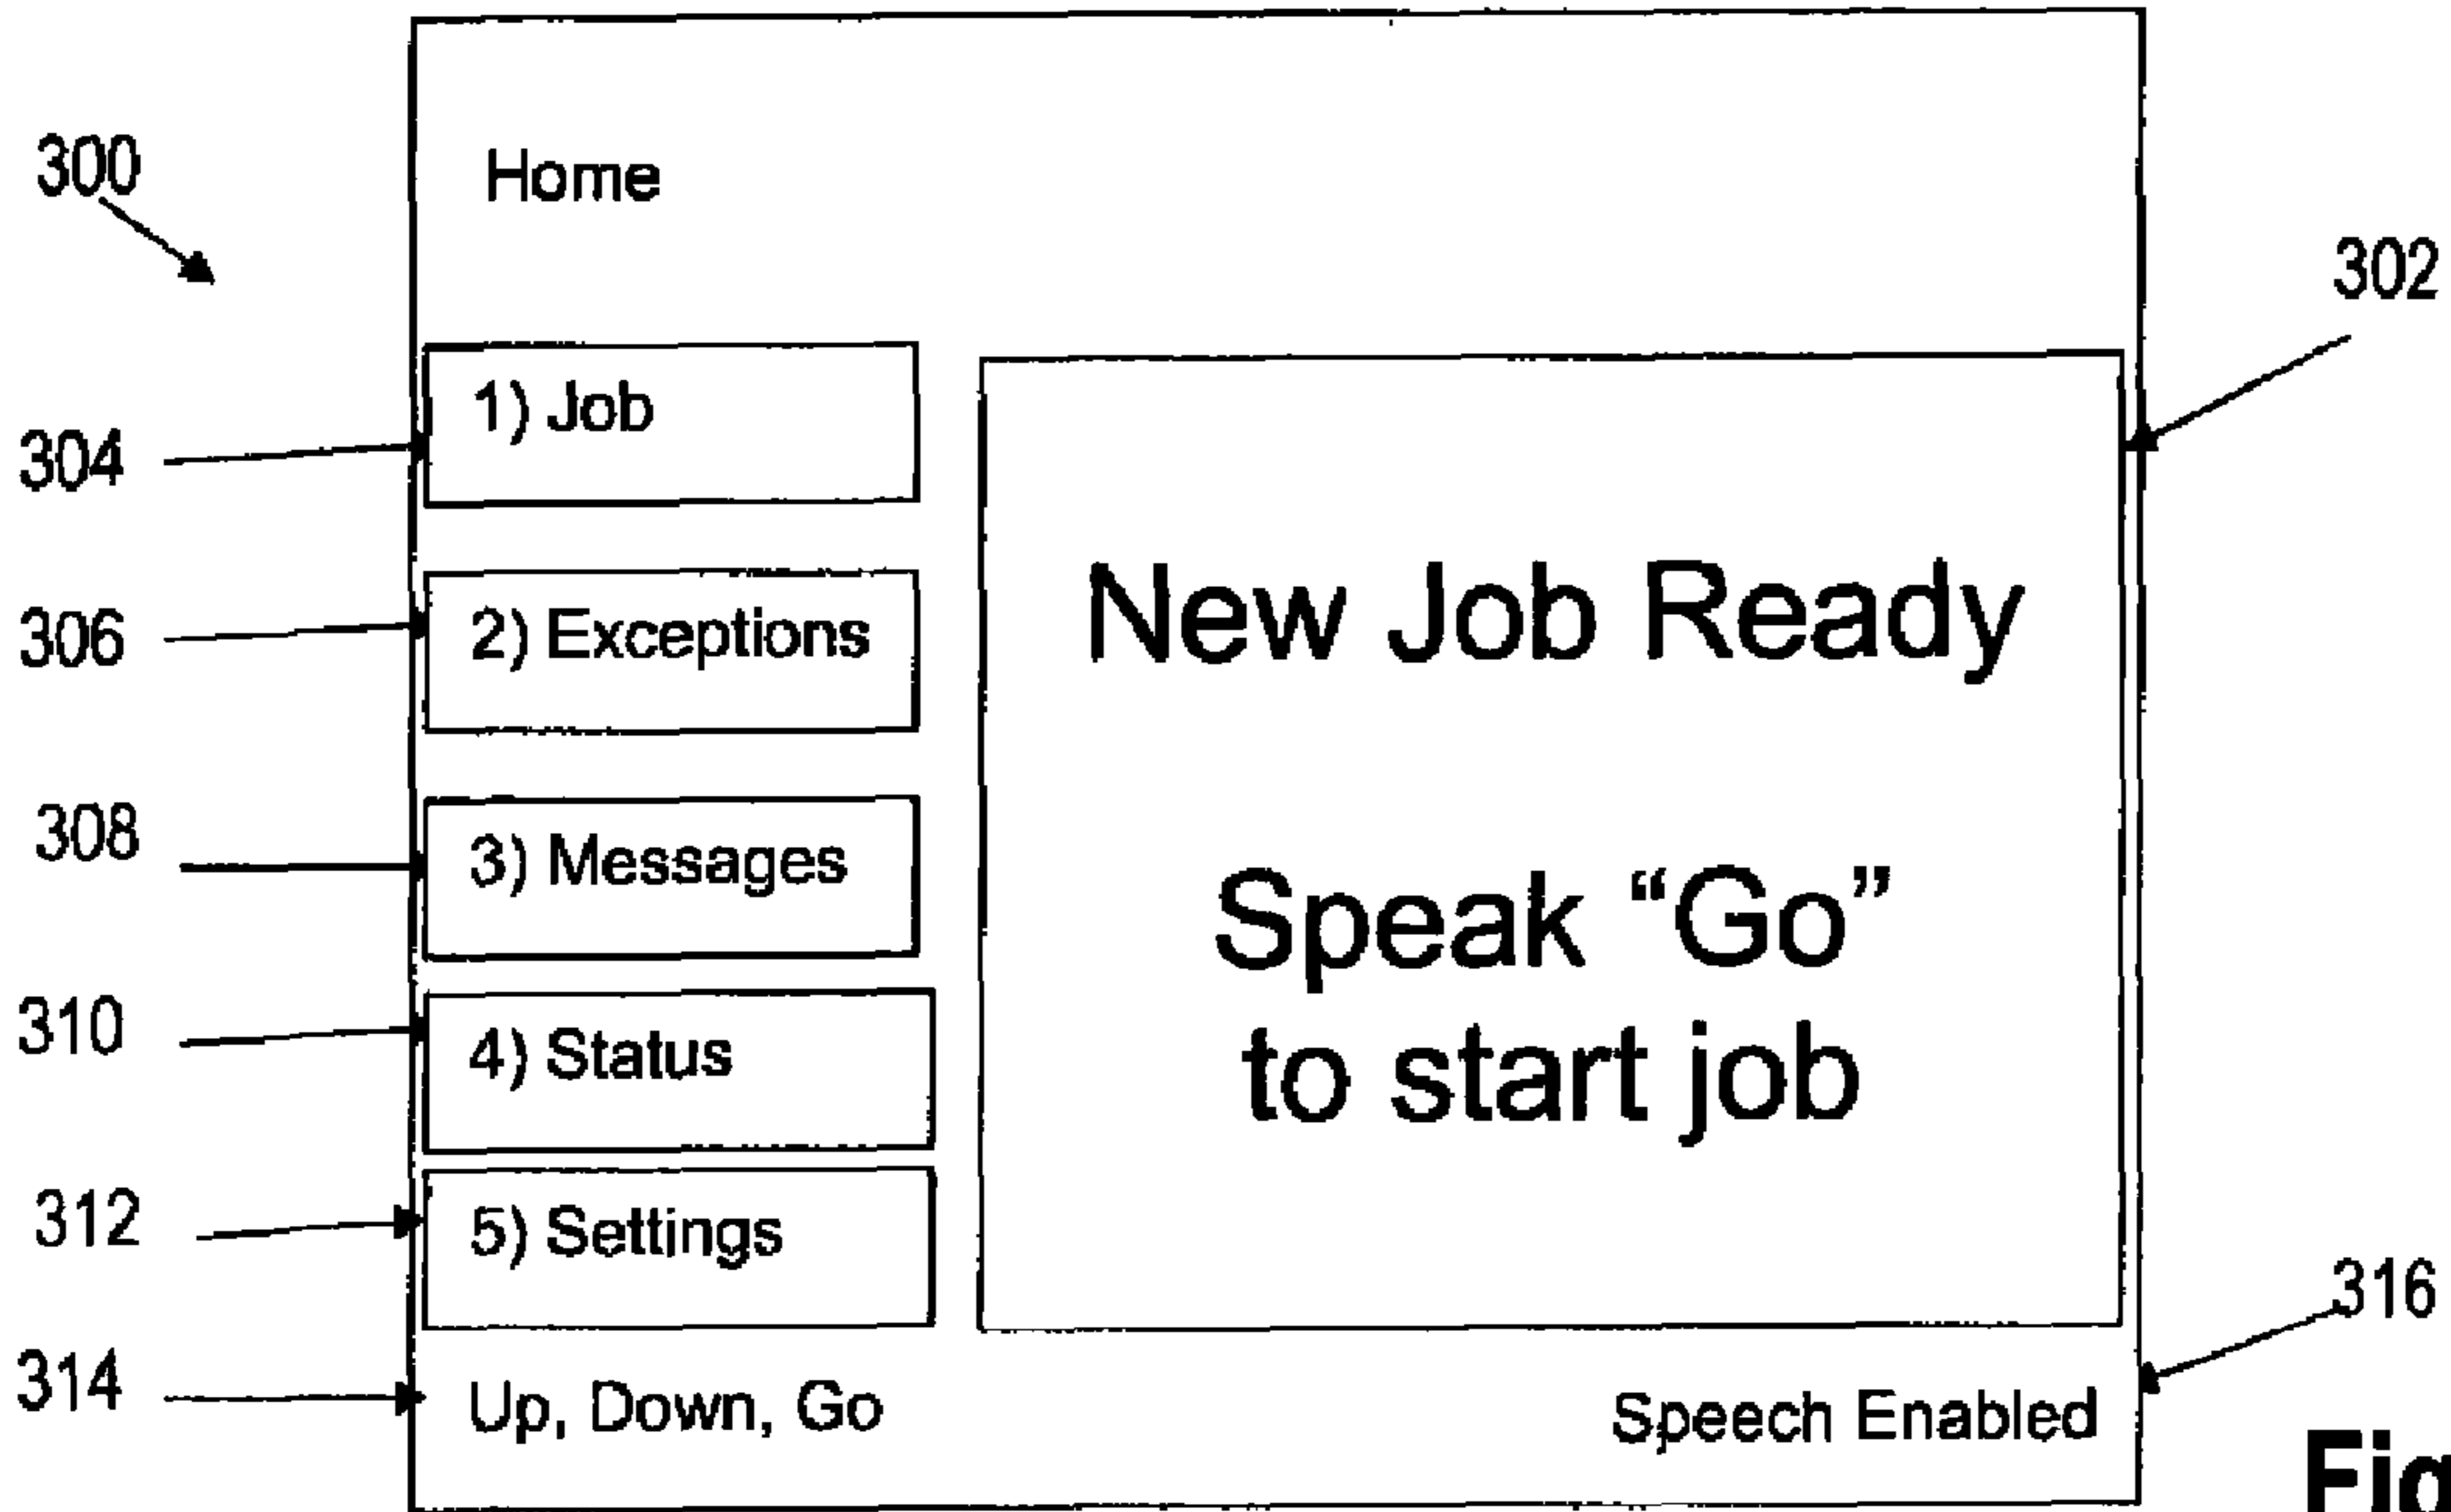 300
Home
302
304
1) Job
306
2) Exceptions
New Job Ready
308
3) Messages
Speak “Go”
310
4) Status
to start job
312
5) Settings
316
314
Up, Down, Go
Speech Enabled